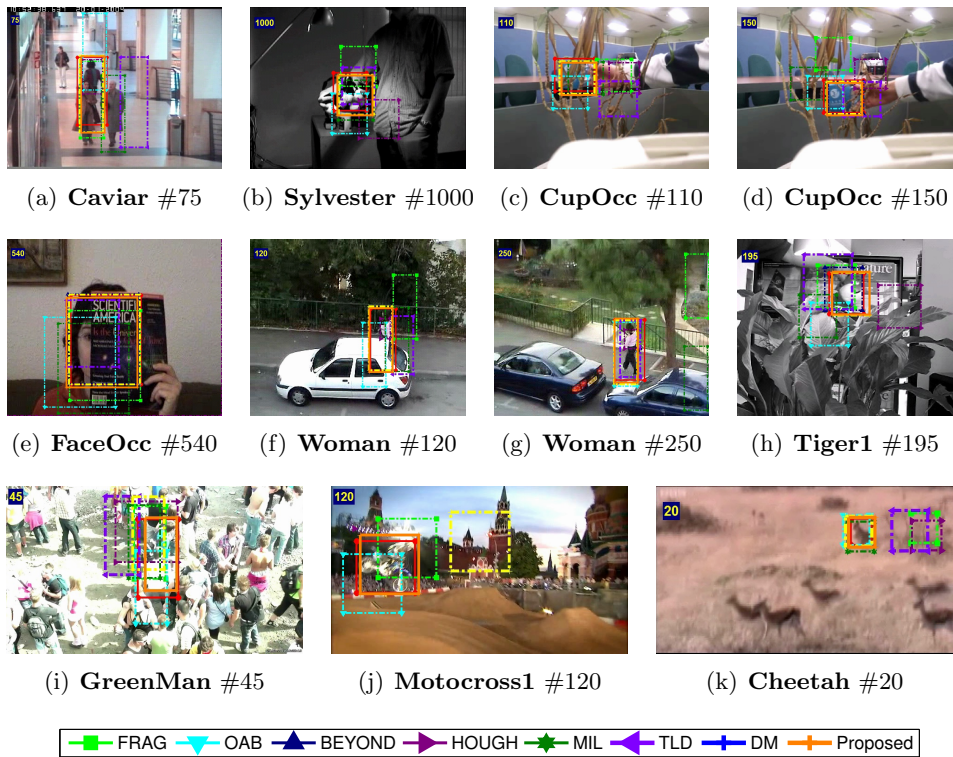 75
1000
110
150
(a) Caviar #75
(b) Sylvester #1000
(c) CupOcc #110
(d) CupOcc #150
540
SCIENTIFIC
AMERICA
120
250
195
(e) FaceOcc #540
(f) Woman #120
(g) Woman #250
(h) Tiger1 #195
45
120
20
(i) GreenMan #45
(j) Motocross1 #120
(k) Cheetah #20
FRAG OAB BEYOND HOUGH MIL TLD DM Proposed